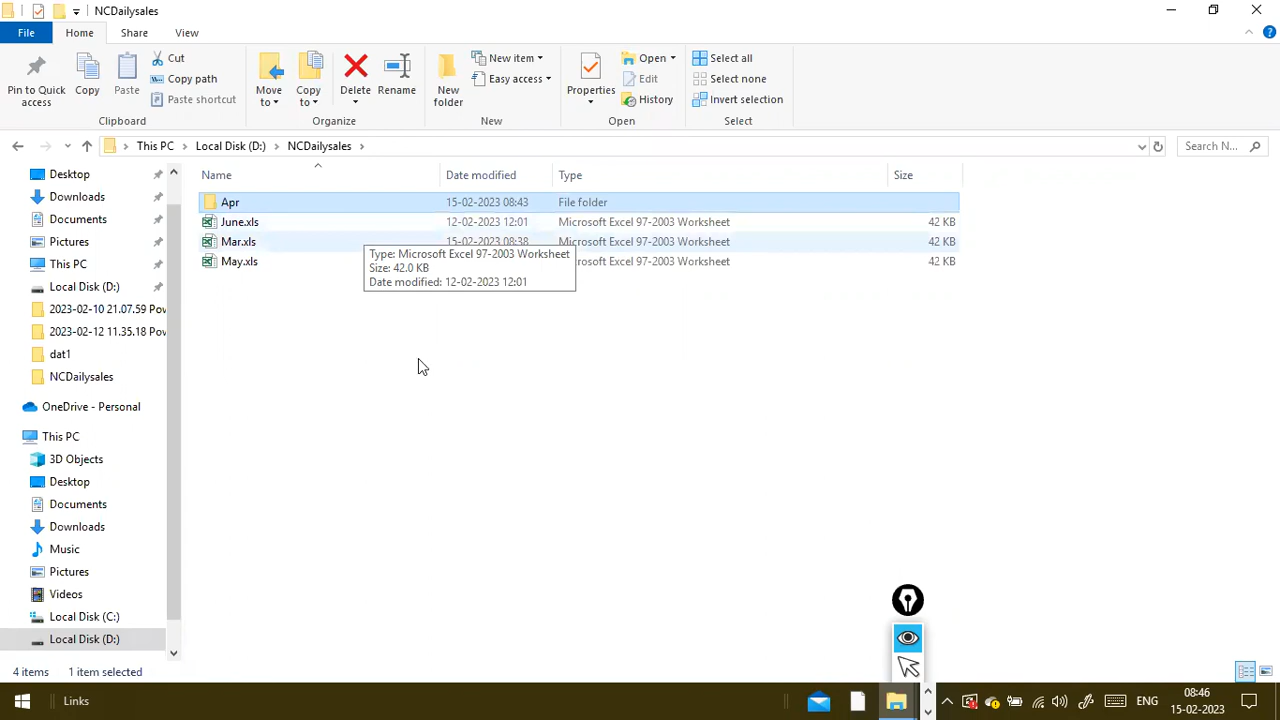 NCDailysales
File Home Share View
Pin to Quick access
Copy
Paste
Cut
Copy path
Paste shortcut
Clipboard
Move to
Copy to
Delete
Rename
Organize
New folder
New item
Easy access
New
Properties
Open
Edit
History
Open
Select all
Select none
Invert selection
Select
This PC Local Disk (D:) NCDailysales
Search N...
Desktop
Downloads
Documents
Pictures
This PC
Local Disk (D:)
2023-02-10 21.07.59 Pov
2023-02-12 11.35.18 Pov
dat1
NCDailysales
OneDrive - Personal
This PC
3D Objects
Desktop
Documents
Downloads
Music
Pictures
Videos
Local Disk (C:)
Local Disk (D:)
Name Date modified Type Size
Apr 15-02-2023 08:43 File folder
June.xls 12-02-2023 12:01 Microsoft Excel 97-2003 Worksheet 42 KB
Mar.xls 15-02-2023 08:38 Microsoft Excel 97-2003 Worksheet 42 KB
May.xls rosoft Excel 97-2003 Worksheet 42 KB
Type: Microsoft Excel 97-2003 Worksheet
Size: 42.0 KB
Date modified: 12-02-2023 12:01
4 items 1 item selected
Links
ENG
08:46
15-02-2023